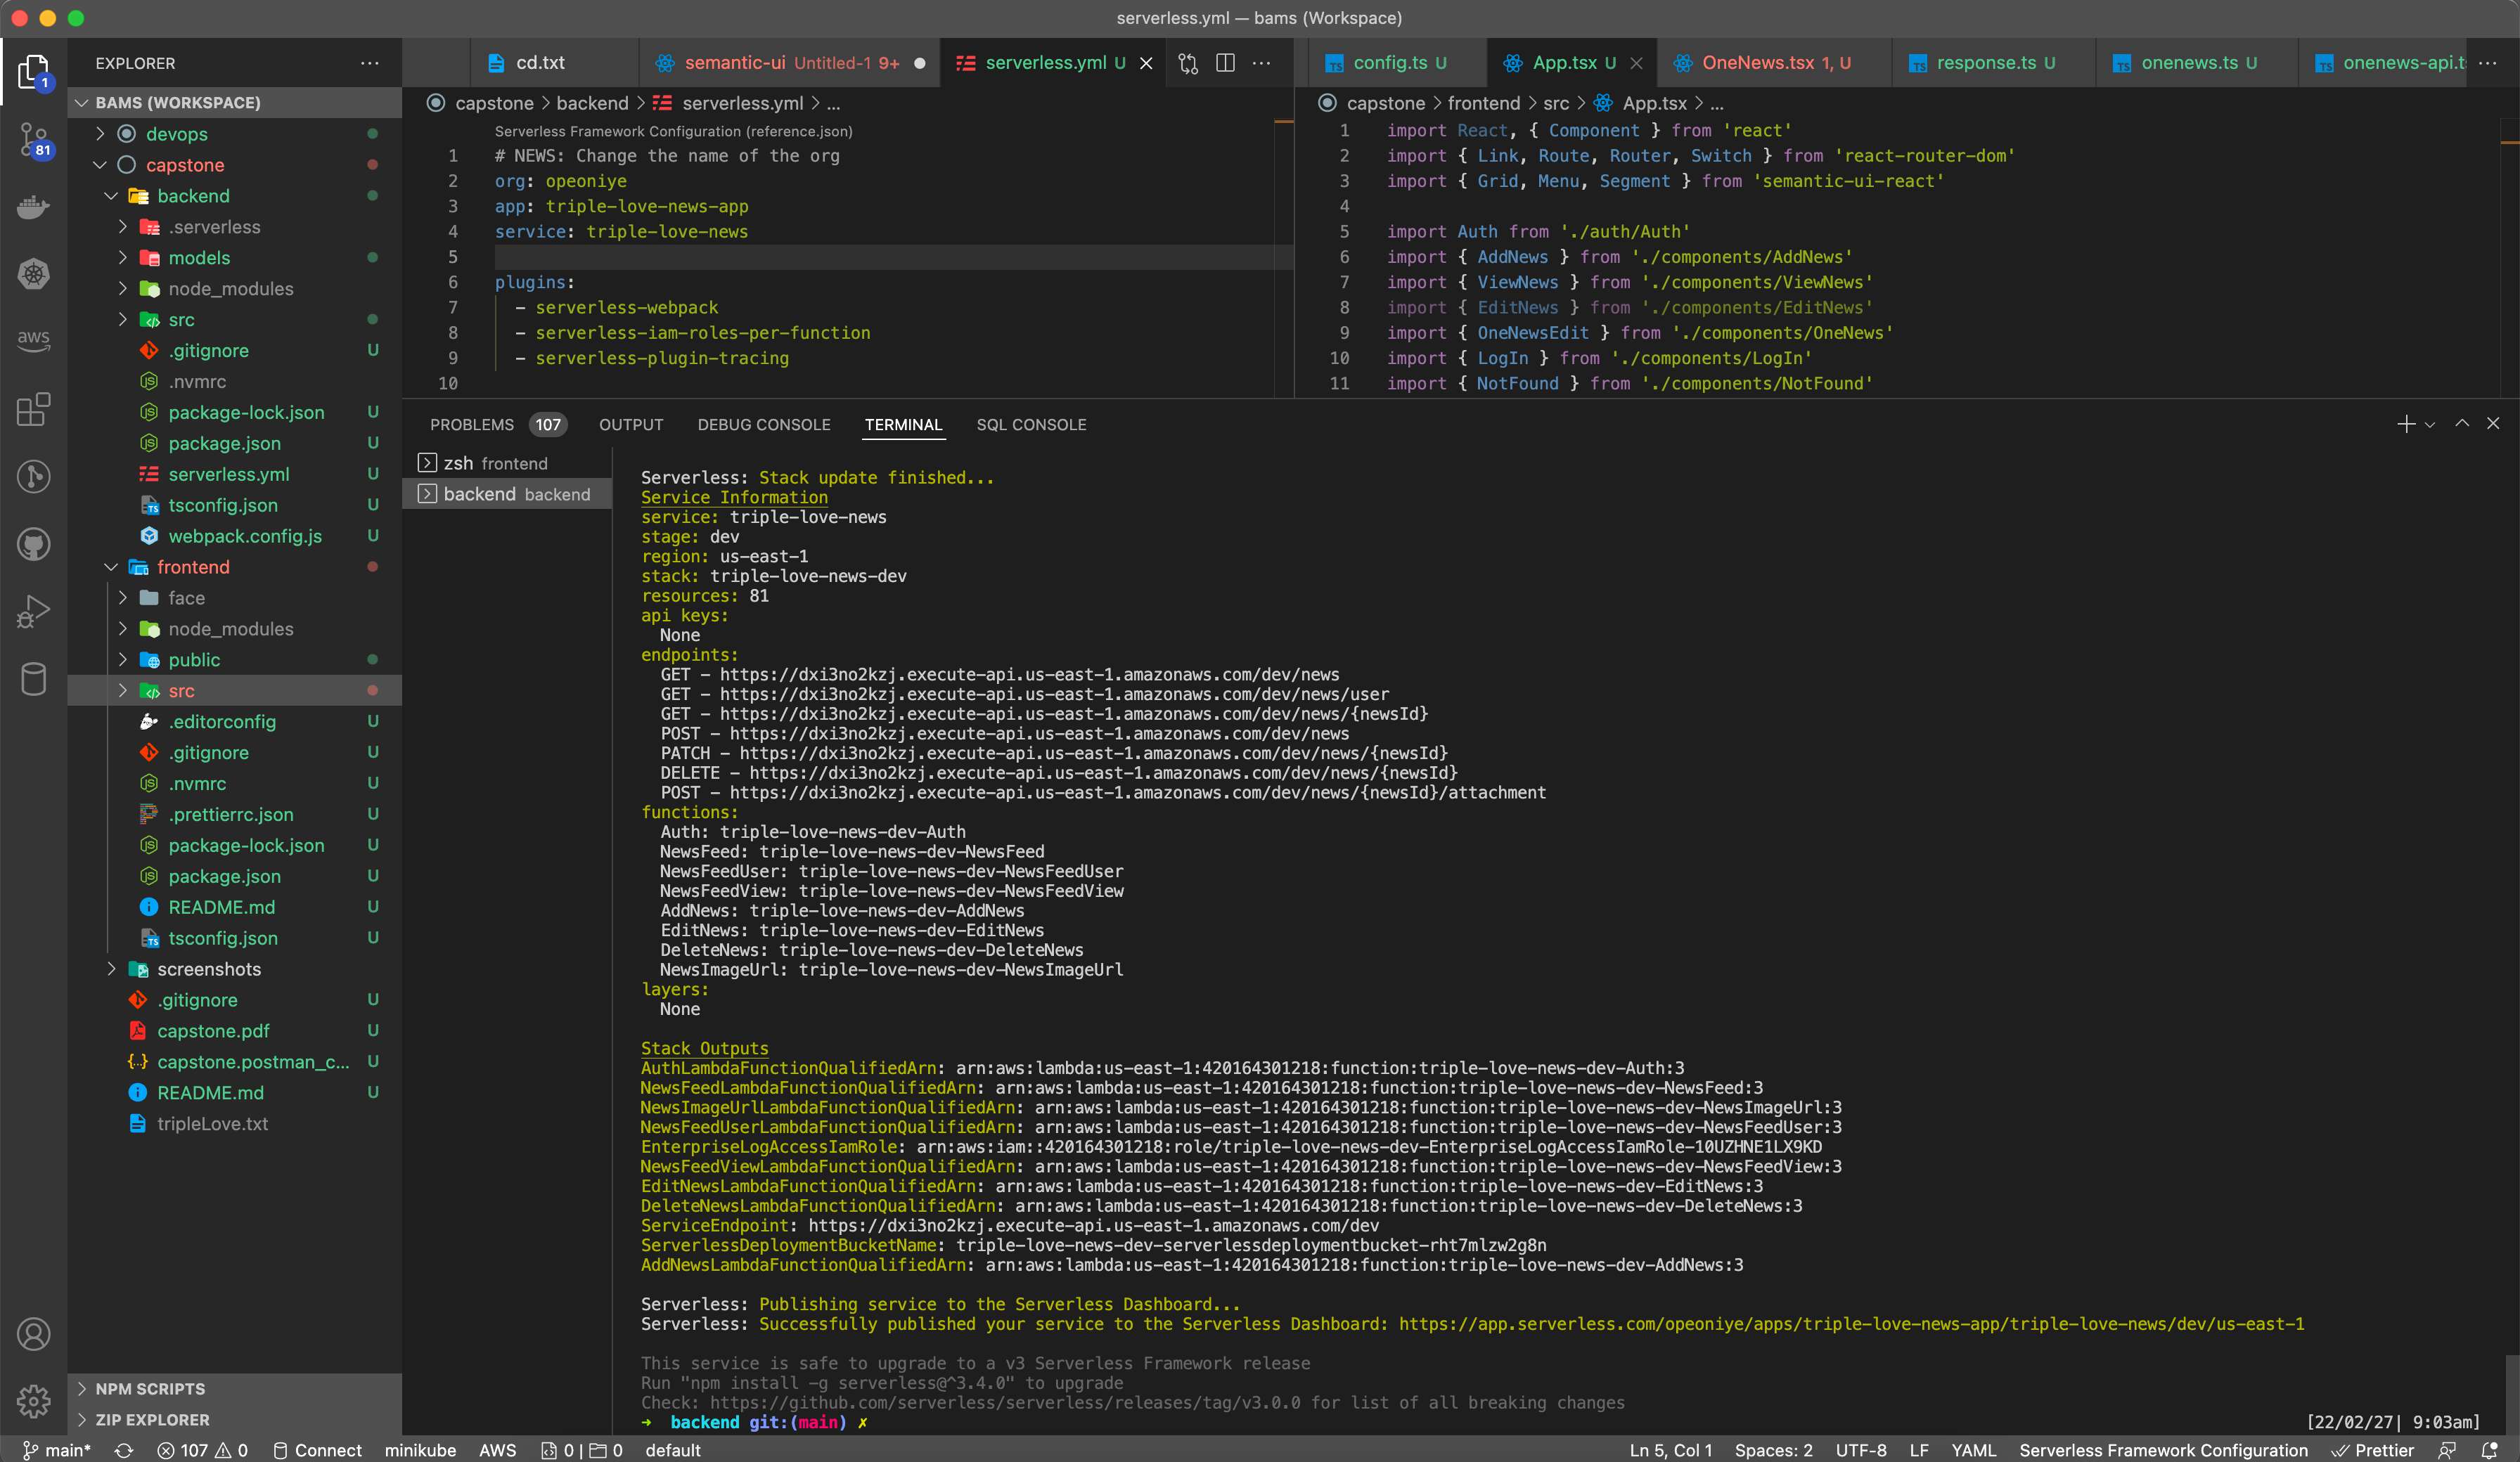 serverless.yml — bams (Workspace)
EXPLORER
cd.txt
semantic-ui Untitled-1 9+
serverless.yml U
config.ts U
App.tsx U
OneNews.tsx 1, U
response.ts U
onenews.ts U
onenews-api.t
1
81
aws
BAMS (WORKSPACE)
devops
capstone
backend
.serverless
models
node_modules
src
.gitignore U
.nvmrc
package-lock.json U
package.json U
serverless.yml U
tsconfig.json U
webpack.config.js U
frontend
face
node_modules
public
src
.editorconfig U
.gitignore U
.nvmrc U
.prettierrc.json U
package-lock.json U
package.json U
README.md U
tsconfig.json U
screenshots
.gitignore U
capstone.pdf U
capstone.postman_c... U
README.md U
tripleLove.txt
NPM SCRIPTS
ZIP EXPLORER
capstone > backend > serverless.yml > ...
Serverless Framework Configuration (reference.json)
1 # NEWS: Change the name of the org
2 org: opeoniye
3 app: triple-love-news-app
4 service: triple-love-news
5
6 plugins:
7 - serverless-webpack
8 - serverless-iam-roles-per-function
9 - serverless-plugin-tracing
10
capstone > frontend > src > App.tsx > ...
1 import React, { Component } from 'react'
2 import { Link, Route, Router, Switch } from 'react-router-dom'
3 import { Grid, Menu, Segment } from 'semantic-ui-react'
4
5 import Auth from './auth/Auth'
6 import { AddNews } from './components/AddNews'
7 import { ViewNews } from './components/ViewNews'
8 import { EditNews } from './components/EditNews'
9 import { OneNewsEdit } from './components/OneNews'
10 import { LogIn } from './components/LogIn'
11 import { NotFound } from './components/NotFound'
PROBLEMS 107 OUTPUT DEBUG CONSOLE TERMINAL SQL CONSOLE
zsh frontend
backend backend
Serverless: Stack update finished...
Service Information
service: triple-love-news
stage: dev
region: us-east-1
stack: triple-love-news-dev
resources: 81
api keys:
None
endpoints:
GET - https://dxi3no2kzj.execute-api.us-east-1.amazonaws.com/dev/news
GET - https://dxi3no2kzj.execute-api.us-east-1.amazonaws.com/dev/news/user
GET - https://dxi3no2kzj.execute-api.us-east-1.amazonaws.com/dev/news/{newsId}
POST - https://dxi3no2kzj.execute-api.us-east-1.amazonaws.com/dev/news
PATCH - https://dxi3no2kzj.execute-api.us-east-1.amazonaws.com/dev/news/{newsId}
DELETE - https://dxi3no2kzj.execute-api.us-east-1.amazonaws.com/dev/news/{newsId}
POST - https://dxi3no2kzj.execute-api.us-east-1.amazonaws.com/dev/news/{newsId}/attachment
functions:
Auth: triple-love-news-dev-Auth
NewsFeed: triple-love-news-dev-NewsFeed
NewsFeedUser: triple-love-news-dev-NewsFeedUser
NewsFeedView: triple-love-news-dev-NewsFeedView
AddNews: triple-love-news-dev-AddNews
EditNews: triple-love-news-dev-EditNews
DeleteNews: triple-love-news-dev-DeleteNews
NewsImageUrl: triple-love-news-dev-NewsImageUrl
layers:
None
Stack Outputs
AuthLambdaFunctionQualifiedArn: arn:aws:lambda:us-east-1:420164301218:function:triple-love-news-dev-Auth:3
NewsFeedLambdaFunctionQualifiedArn: arn:aws:lambda:us-east-1:420164301218:function:triple-love-news-dev-NewsFeed:3
NewsImageUrlLambdaFunctionQualifiedArn: arn:aws:lambda:us-east-1:420164301218:function:triple-love-news-dev-NewsImageUrl:3
NewsFeedUserLambdaFunctionQualifiedArn: arn:aws:lambda:us-east-1:420164301218:function:triple-love-news-dev-NewsFeedUser:3
EnterpriseLogAccessIamRole: arn:aws:iam::420164301218:role/triple-love-news-dev-EnterpriseLogAccessIamRole-10UZHNE1LX9KD
NewsFeedViewLambdaFunctionQualifiedArn: arn:aws:lambda:us-east-1:420164301218:function:triple-love-news-dev-NewsFeedView:3
EditNewsLambdaFunctionQualifiedArn: arn:aws:lambda:us-east-1:420164301218:function:triple-love-news-dev-EditNews:3
DeleteNewsLambdaFunctionQualifiedArn: arn:aws:lambda:us-east-1:420164301218:function:triple-love-news-dev-DeleteNews:3
ServiceEndpoint: https://dxi3no2kzj.execute-api.us-east-1.amazonaws.com/dev
ServerlessDeploymentBucketName: triple-love-news-dev-serverlessdeploymentbucket-rht7mlzw2g8n
AddNewsLambdaFunctionQualifiedArn: arn:aws:lambda:us-east-1:420164301218:function:triple-love-news-dev-AddNews:3
Serverless: Publishing service to the Serverless Dashboard...
Serverless: Successfully published your service to the Serverless Dashboard: https://app.serverless.com/opeoniye/apps/triple-love-news-app/triple-love-news/dev/us-east-1
This service is safe to upgrade to a v3 Serverless Framework release
Run "npm install -g serverless@^3.4.0" to upgrade
Check: https://github.com/serverless/serverless/releases/tag/v3.0.0 for list of all breaking changes
➜ backend git:(main) ✗ [22/02/27| 9:03am]
main* 107 0 Connect minikube AWS 0 | 0 default Ln 5, Col 1 Spaces: 2 UTF-8 LF YAML Serverless Framework Configuration Prettier